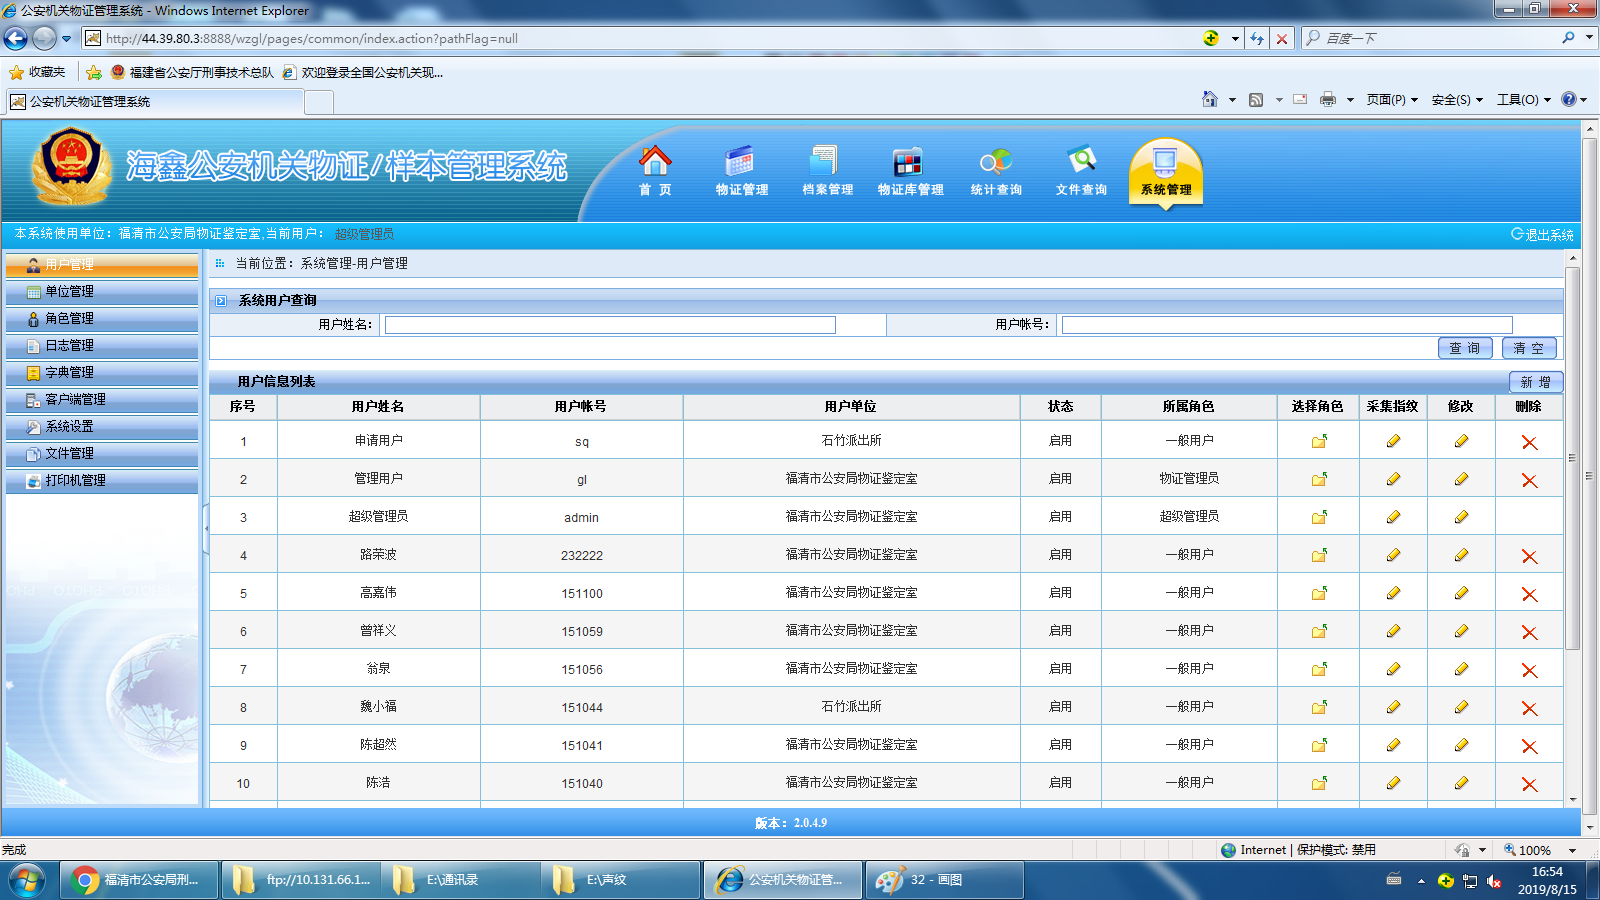 公安机关物证管理系统 - Windows Internet Explorer
http://44.39.80.3:8888/wzgl/pages/common/index.action?pathFlag=null
百度一下
收藏夹 福建省公安厅刑事技术总队 欢迎登录全国公安机关现...
公安机关物证管理系统
页面(P) 安全(S) 工具(O)
海鑫公安机关物证/样本管理系统
首 页 物证管理 档案管理 物证库管理 统计查询 文件查询 系统管理
本系统使用单位：福清市公安局物证鉴定室,当前用户： 超级管理员 退出系统
用户管理
单位管理
角色管理
日志管理
字典管理
客户端管理
系统设置
文件管理
打印机管理
当前位置：系统管理-用户管理
系统用户查询
用户姓名： 用户帐号：
查 询 清 空
用户信息列表 新 增
序号 用户姓名 用户帐号 用户单位 状态 所属角色 选择角色 采集指纹 修改 删除
1 申请用户 sq 石竹派出所 启用 一般用户
2 管理用户 gl 福清市公安局物证鉴定室 启用 物证管理员
3 超级管理员 admin 福清市公安局物证鉴定室 启用 超级管理员
4 路荣波 232222 福清市公安局物证鉴定室 启用 一般用户
5 高嘉伟 151100 福清市公安局物证鉴定室 启用 一般用户
6 曾祥义 151059 福清市公安局物证鉴定室 启用 一般用户
7 翁泉 151056 福清市公安局物证鉴定室 启用 一般用户
8 魏小福 151044 石竹派出所 启用 一般用户
9 陈超然 151041 福清市公安局物证鉴定室 启用 一般用户
10 陈浩 151040 福清市公安局物证鉴定室 启用 一般用户
版本：2.0.4.9
完成 Internet | 保护模式: 禁用 100%
福清市公安局刑... ftp://10.131.66.1... E:\通讯录 E:\声纹 公安机关物证管... 32 - 画图
16:54
2019/8/15